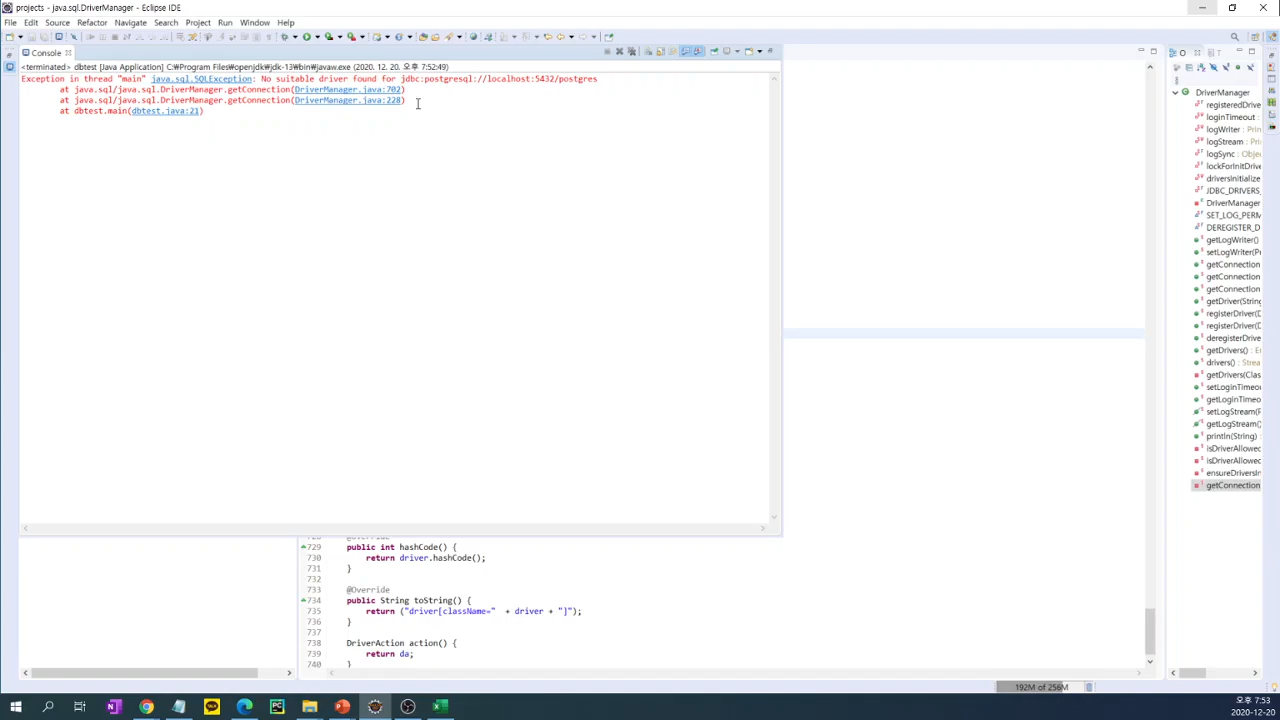 projects - java.sql.DriverManager - Eclipse IDE
File Edit Source Refactor Navigate Search Project Run Window Help
Console
<terminated> dbtest [Java Application] C:₩Program Files₩openjdk₩jdk-13₩bin₩javaw.exe (2020. 12. 20. 오후 7:52:49)
Exception in thread "main" java.sql.SQLException: No suitable driver found for jdbc:postgresql://localhost:5432/postgres
at java.sql/java.sql.DriverManager.getConnection(DriverManager.java:702)
at java.sql/java.sql.DriverManager.getConnection(DriverManager.java:228)
at dbtest.main(dbtest.java:21)
DriverManager
registeredDrive
loginTimeout :
logWriter : Prin
logStream : Prin
logSync : Obje
lockForInitDriv
driversInitialize
JDBC_DRIVERS_
DriverManager
SET_LOG_PERM
DEREGISTER_D
getLogWriter()
setLogWriter(Pr
getConnection
getConnection
getConnection
getDriver(String
registerDriver(D
registerDriver(D
deregisterDrive
getDrivers() : En
drivers() : Strea
getDrivers(Clas
setLoginTimeou
getLoginTimeo
setLogStream(P
getLogStream()
println(String) :
isDriverAllowed
isDriverAllowed
ensureDriversIn
getConnection
729 public int hashCode() {
730 return driver.hashCode();
731 }
732
733 @Override
734 public String toString() {
735 return ("driver[className=" + driver + "]");
736 }
737
738 DriverAction action() {
739 return da;
740 }
192M of 256M
오후 7:53
2020-12-20